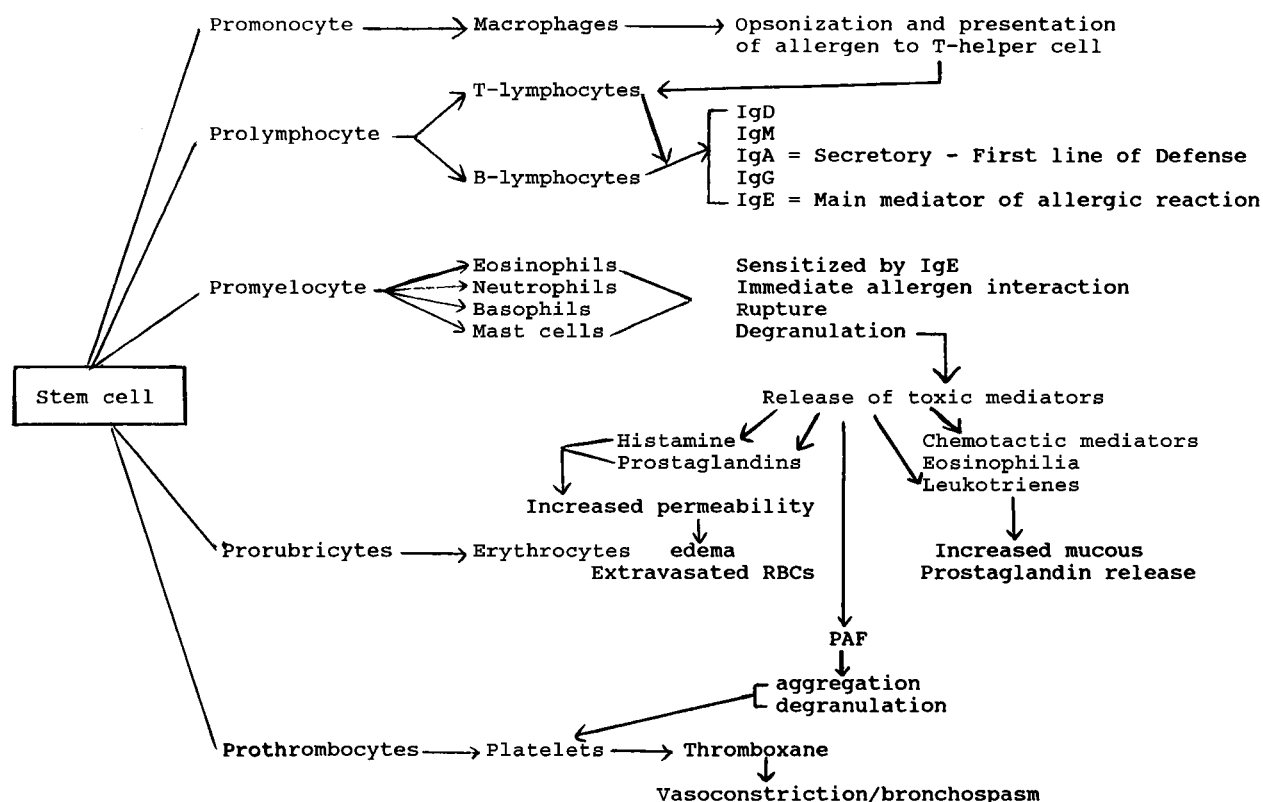 Promonocyte
Macrophages
Opsonization and presentation
of allergen to T-helper cell
T-lymphocytes
Prolymphocyte
B-lymphocytes
IgD
IgM
IgA = Secretory - First line of Defense
IgG
IgE = Main mediator of allergic reaction
Promyelocyte
Eosinophils
Neutrophils
Basophils
Mast cells
Sensitized by IgE
Immediate allergen interaction
Rupture
Degranulation
Stem cell
Release of toxic mediators
Histamine
Prostaglandins
Chemotactic mediators
Eosinophilia
Leukotrienes
Increased permeability
Prorubricytes
Erythrocytes
edema
Extravasated RBCs
Increased mucous
Prostaglandin release
PAF
aggregation
degranulation
Prothrombocytes
Platelets
Thromboxane
Vasoconstriction/bronchospasm